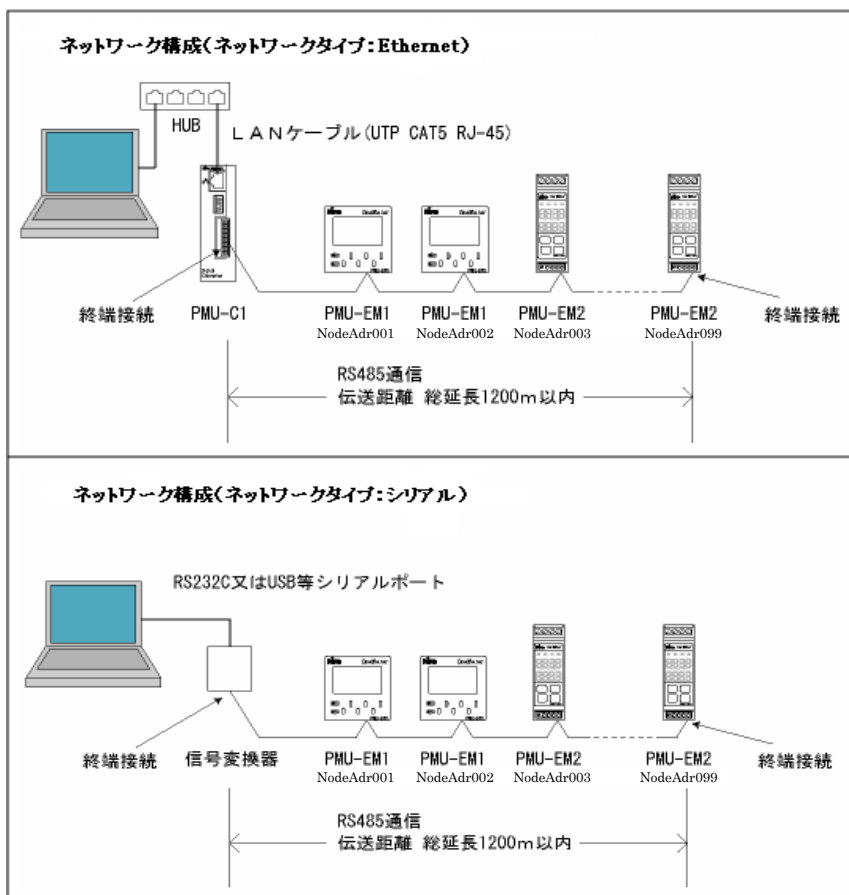 ネットワーク構成(ネットワークタイプ:Ethernet)
HUB
LANケーブル(UTP CAT5 RJ-45)
終端接続
PMU-C1
PMU-EM1
NodeAdr001
PMU-EM1
NodeAdr002
PMU-EM2
NodeAdr003
PMU-EM2
NodeAdr099
終端接続
RS485通信
伝送距離 総延長1200m以内
ネットワーク構成(ネットワークタイプ:シリアル)
RS232C又はUSB等シリアルポート
終端接続
信号変換器
PMU-EM1
NodeAdr001
PMU-EM1
NodeAdr002
PMU-EM2
NodeAdr003
PMU-EM2
NodeAdr099
終端接続
RS485通信
伝送距離 総延長1200m以内